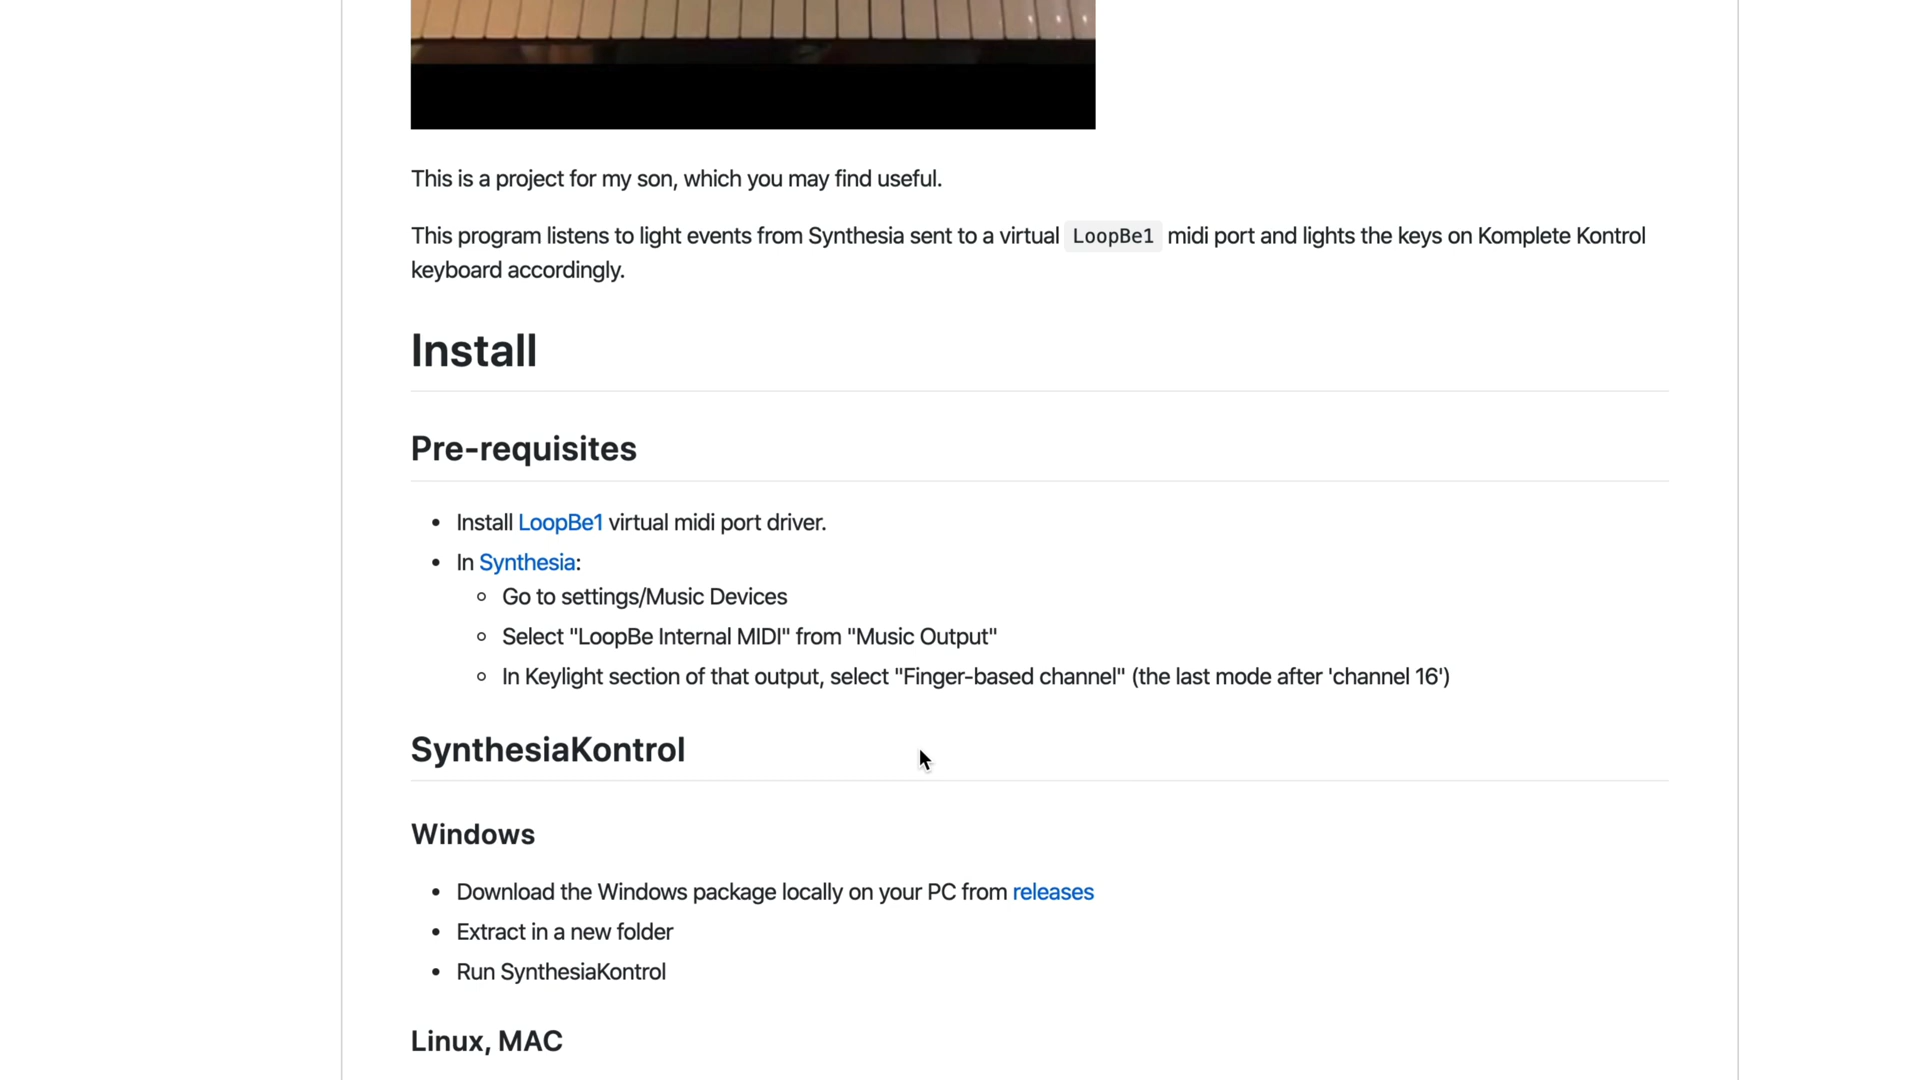 This is a project for my son, which you may find useful.
This program listens to light events from Synthesia sent to a virtual LoopBe1 midi port and lights the keys on Komplete Kontrol
keyboard accordingly.
Install
Pre-requisites
Install LoopBe1 virtual midi port driver.
In Synthesia:
Go to settings/Music Devices
Select "LoopBe Internal MIDI" from "Music Output"
In Keylight section of that output, select "Finger-based channel" (the last mode after 'channel 16')
SynthesiaKontrol
Windows
Download the Windows package locally on your PC from releases
Extract in a new folder
Run SynthesiaKontrol
Linux, MAC